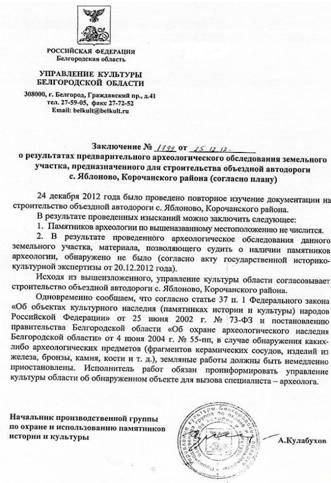 РОССИЙСКАЯ ФЕДЕРАЦИЯ
Белгородская область
УПРАВЛЕНИЕ КУЛЬТУРЫ
БЕЛГОРОДСКОЙ ОБЛАСТИ
308000, г. Белгород, Гражданский пр., д.41
тел. 27-59-05, факс 27-72-52
Email: belkult@belkult.ru
Заключение № от 25.12.12.
о результатах предварительного археологического обследования земельного
участка, предназначенного для строительства объездной автодороги
с. Яблоново, Корочанского района (согласно плану)
24 декабря 2012 года было проведено повторное изучение документации на
строительство объездной автодороги с. Яблоново, Корочанского района.
В результате проведенных изысканий можно заключить следующее:
1. Памятников археологии по вышеназванному местоположению не числится.
2. В результате проведенного археологическое обследования данного
земельного участка, материала, позволяющего судить о наличии памятников
археологии, обнаружено не было (согласно акту государственной историко-
культурной экспертизы от 20.12.2012 года).
Исходя из вышеизложенного, управление культуры области согласовывает
строительство объездной автодороги с. Яблоново, Корочанского района.
Одновременно сообщаем, что согласно статье 37 п. 1 Федерального закона
«Об объектах культурного наследия (памятниках истории и культуры) народов
Российской Федерации» от 25 июня 2002 г. № 73-ФЗ и постановлению
правительства Белгородской области «Об охране археологического наследия
Белгородской области» от 4 июня 2004 г. № 55-пп, в случае обнаружения каких-
либо археологических предметов (фрагментов керамических сосудов, изделий из
железа, бронзы, камня, кости и т. д.), земляные работы должны быть немедленно
приостановлены. Исполнитель работ обязан проинформировать управление
культуры области об обнаруженном объекте для вызова специалиста – археолога.
Начальник производственной группы
по охране и использованию памятников
истории и культуры
А.Кулабухов